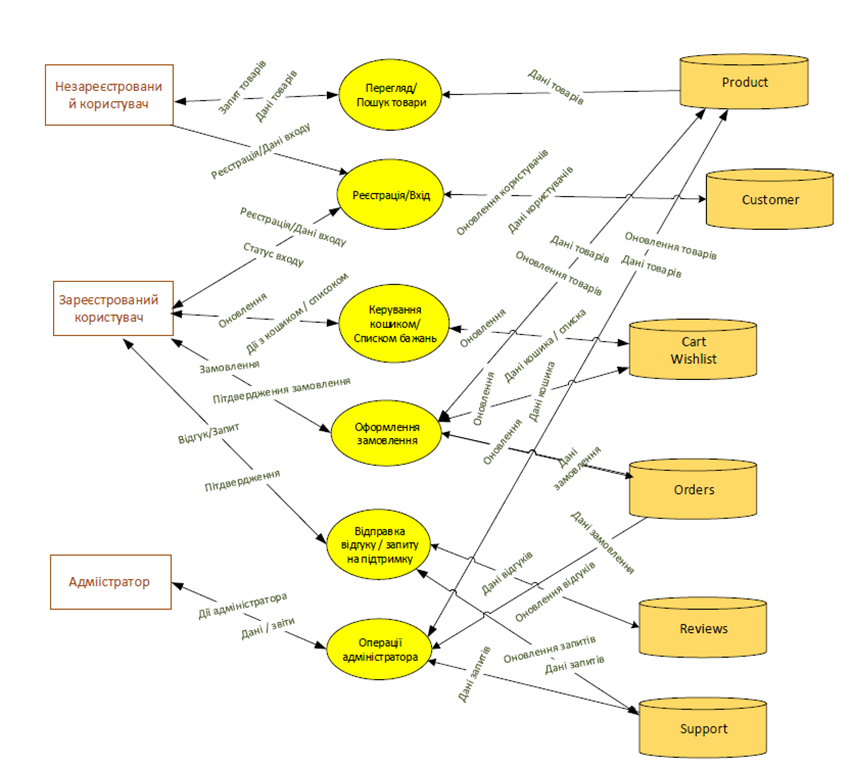 Незареєстровани
й користувач
Запит товарів
Дані товарів
Перегляд/
Пошук товари
Дані товарів
Product
Реєстрація/Дані входу
Реєстрація/Вхід
Оновлення користувачів
Дані користувачів
Customer
Реєстрація/Дані входу
Статус входу
Дані товарів
Оновлення товарів
Оновлення товарів
Дані товарів
Зареєстрований
користувач
Оновлення
Дії з кошиком / списоком
Керування
кошиком/
Списком бажань
Оновлення
Дані кошика / списка
Cart
Wishlist
Замовлення
Пітдвердження замовлення
Оформлення
замовлення
Оновлення
Дані кошика
Оновлення
Дані
замовлення
Orders
Відгук/Запит
Пітдвердження
Відправка
відгуку / запиту
на підтримку
Дані замовлення
Дані відгуків
Оновлення відгуків
Reviews
Адміістратор
Дії адміністратора
Дані / звіти
Операції
адміністратора
Оновлення запитів
Дані запитів
Дані запитів
Support